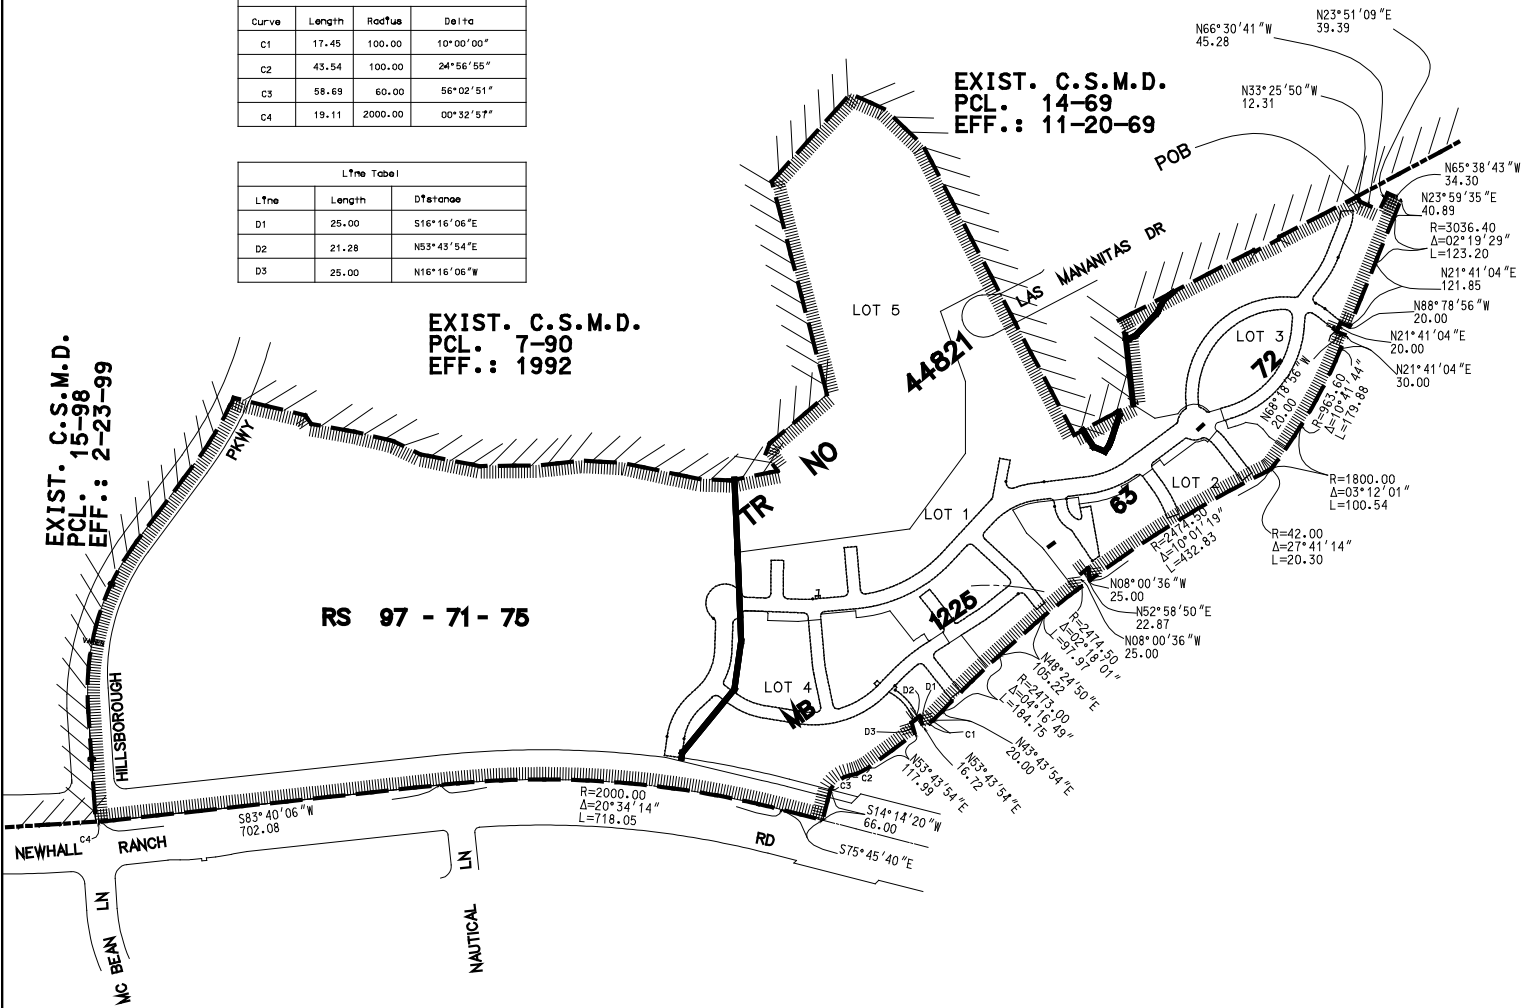 Curve Length Radius Delta
C1 17.45 100.00 10°00'00"
C2 43.54 100.00 24°56'55"
C3 58.69 60.00 56°02'51"
C4 19.11 2000.00 00°32'57"
Line Tabel
Line Length Distance
D1 25.00 S16°16'06"E
D2 21.28 N53°43'54"E
D3 25.00 N16°16'06"W
EXIST. C.S.M.D.
PCL. 15-98
EFF.: 2-23-99
EXIST. C.S.M.D.
PCL. 7-90
EFF.: 1992
EXIST. C.S.M.D.
PCL. 14-69
EFF.: 11-20-69
POB
N66°30'41"W
45.28
N23°51'09"E
39.39
N33°25'50"W
12.31
N65°38'43"W
34.30
N23°59'35"E
40.89
R=3036.40
Δ=02°19'29"
L=123.20
N21°41'04"E
121.85
N88°78'56"W
20.00
N21°41'04"E
20.00
N21°41'04"E
30.00
N68°18'56"W
20.00
R=963.60
Δ=10°41'44"
L=179.88
R=1800.00
Δ=03°12'01"
L=100.54
R=42.00
Δ=27°41'14"
L=20.30
R=2474.50
Δ=10°01'19"
L=432.83
N08°00'36"W
25.00
N52°58'50"E
22.87
N08°00'36"W
25.00
R=2474.50
Δ=02°18'01"
L=97.97
N48°24'50"E
105.22
R=2473.00
Δ=04°16'49"
L=184.75
N43°43'54"E
20.00
N53°43'54"E
16.72
N53°43'54"E
117.99
D1
D2
D3
C1
C2
C3
C4
S14°14'20"W
66.00
S75°45'40"E
R=2000.00
Δ=20°34'14"
L=718.05
S83°40'06"W
702.08
LAS MANANITAS DR
LOT 5
LOT 3
LOT 2
LOT 1
LOT 4
TR NO 44821
MB 1225 - 63 - 72
RS 97 - 71 - 75
HILLSBOROUGH
PKWY
NEWHALL RANCH RD
MC BEAN LN
NAUTICAL LN